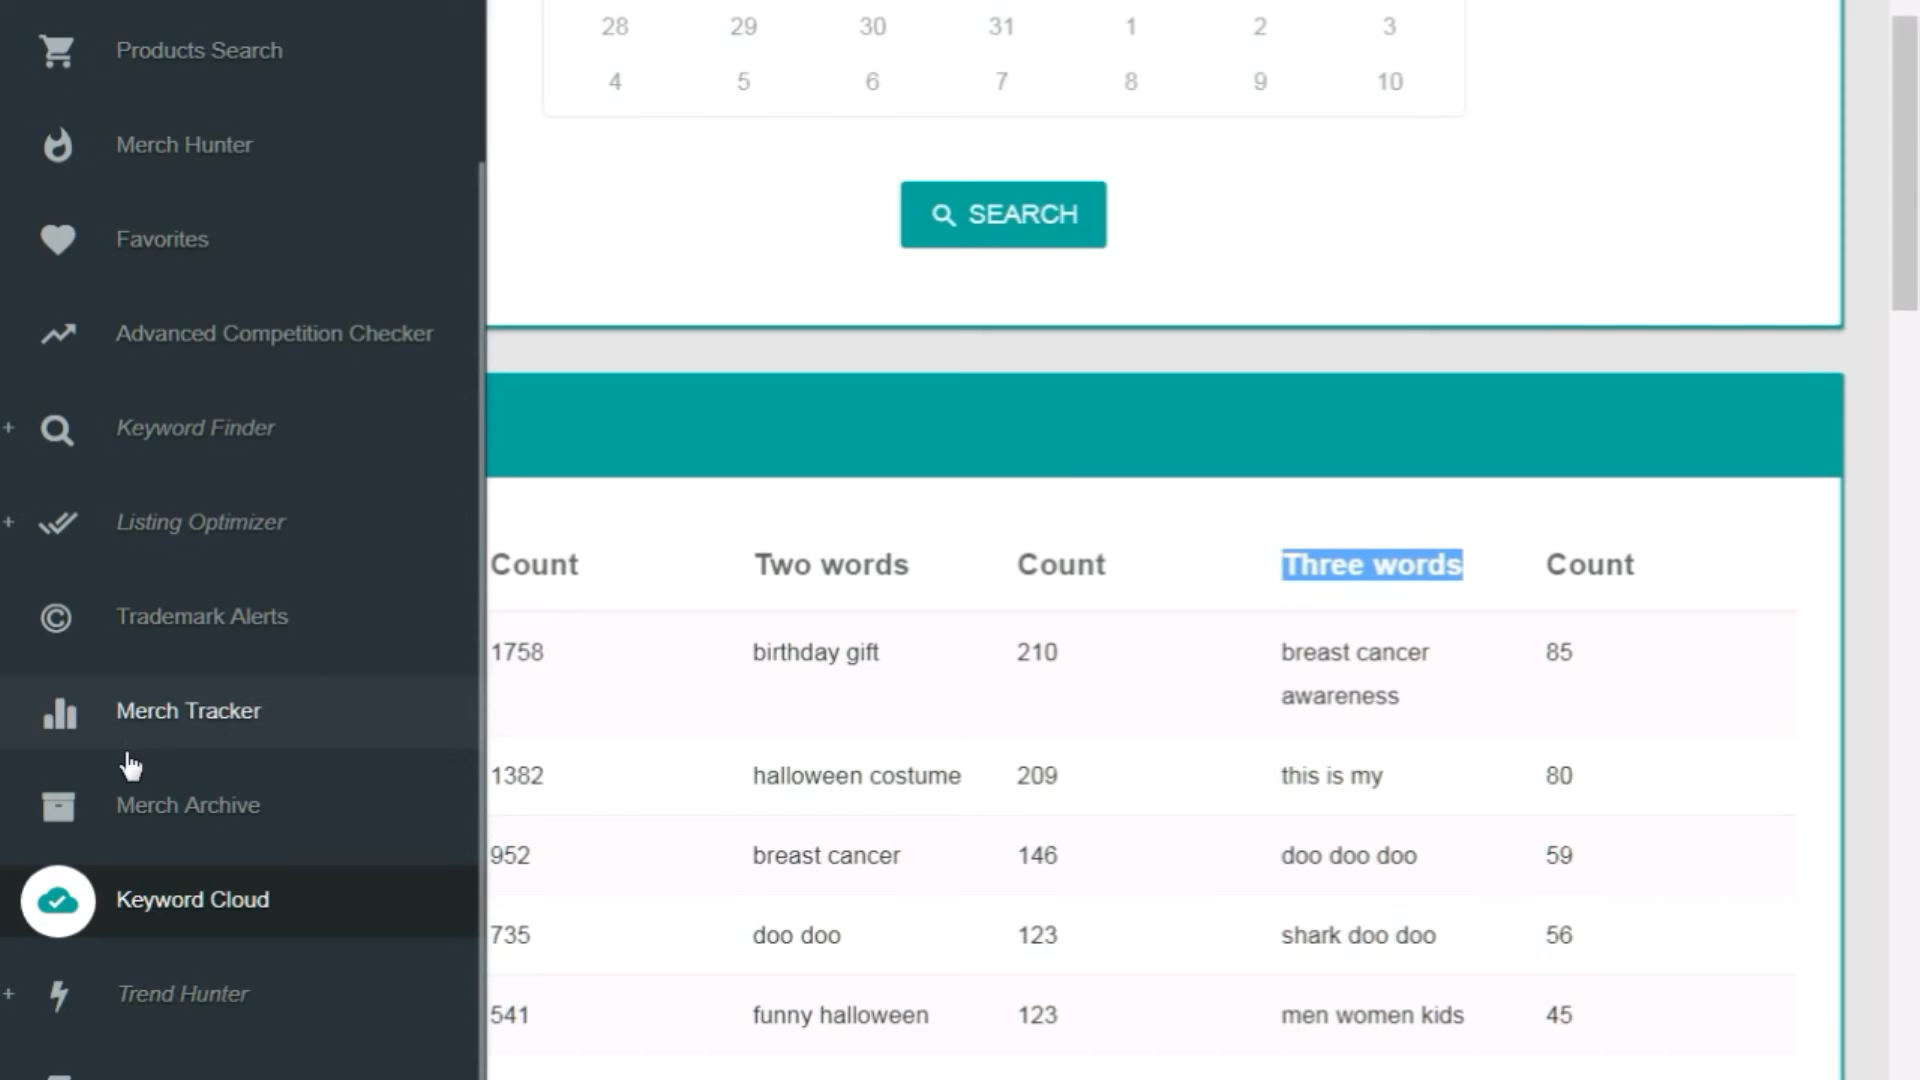 Products Search
Merch Hunter
Favorites
Advanced Competition Checker
+ Keyword Finder
+ Listing Optimizer
Trademark Alerts
Merch Tracker
Merch Archive
Keyword Cloud
+ Trend Hunter
28 29 30 31 1 2 3
4 5 6 7 8 9 10
SEARCH
Count Two words Count Three words Count
1758 birthday gift 210 breast cancer 85
awareness
1382 halloween costume 209 this is my 80
952 breast cancer 146 doo doo doo 59
735 doo doo 123 shark doo doo 56
541 funny halloween 123 men women kids 45